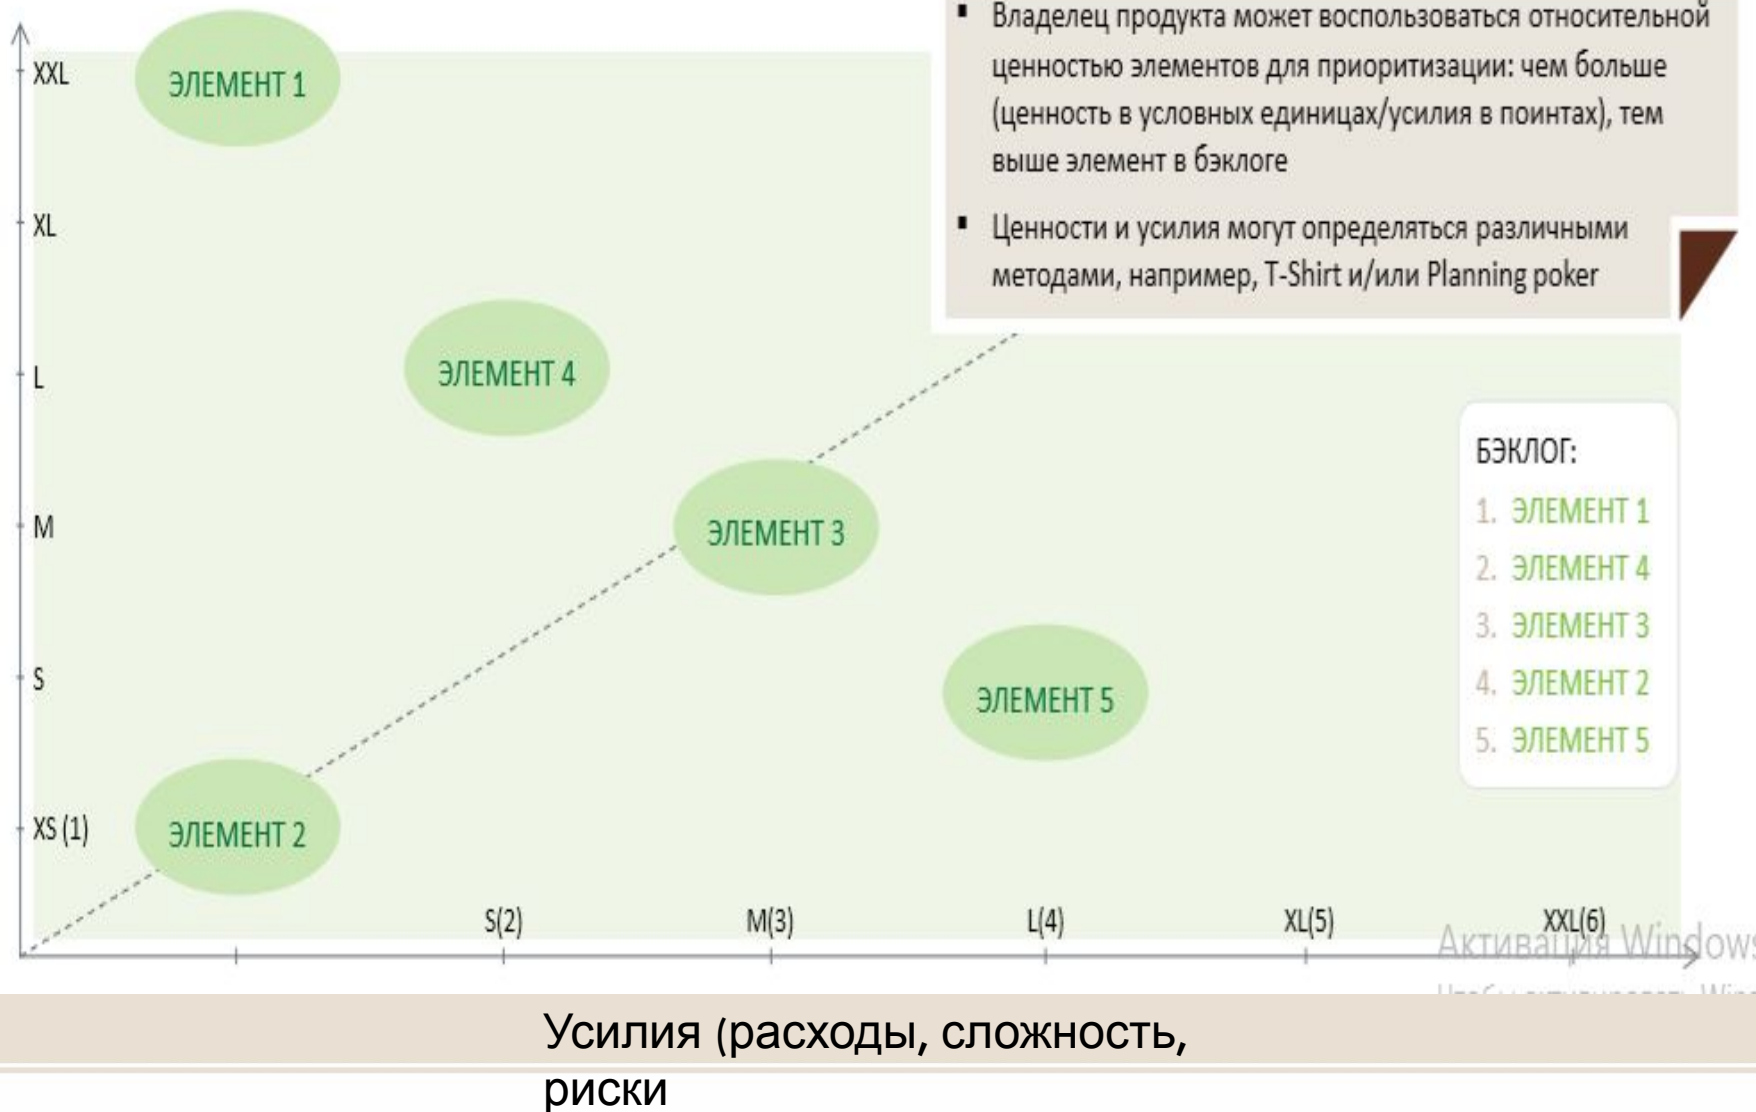 ▪ Владелец продукта может воспользоваться относительной
ценностью элементов для приоритизации: чем больше
(ценность в условных единицах/усилия в поинтах), тем
выше элемент в бэклоге
▪ Ценности и усилия могут определяться различными
методами, например, T-Shirt и/или Planning poker
XXL
ЭЛЕМЕНТ 1
XL
L
ЭЛЕМЕНТ 4
M
ЭЛЕМЕНТ 3
S
ЭЛЕМЕНТ 5
XS (1)
ЭЛЕМЕНТ 2
БЭКЛОГ:
1. ЭЛЕМЕНТ 1
2. ЭЛЕМЕНТ 4
3. ЭЛЕМЕНТ 3
4. ЭЛЕМЕНТ 2
5. ЭЛЕМЕНТ 5
S(2)
M(3)
L(4)
XL(5)
XXL(6)
Активация Windows
Усилия (расходы, сложность,
риски